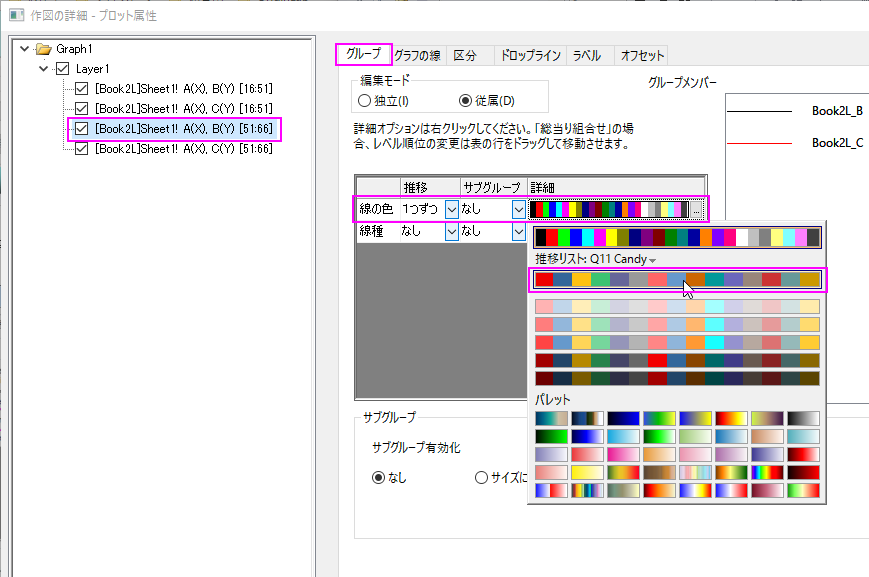 作図の詳細 - プロット属性
Graph1
Layer1
[Book2L]Sheet1! A(X), B(Y) [16:51]
[Book2L]Sheet1! A(X), C(Y) [16:51]
[Book2L]Sheet1! A(X), B(Y) [51:66]
[Book2L]Sheet1! A(X), C(Y) [51:66]
グループ グラフの線 区分 ドロップライン ラベル オフセット
編集モード
独立(I) 従属(D)
詳細オプションは右クリックしてください。「総当り組合せ」の場
合、レベル順位の変更は表の行をドラッグして移動させます。
グループメンバー
Book2L_B
Book2L_C
推移 サブグループ 詳細
線の色 1つずつ なし ...
線種 なし なし
推移リスト: Q11 Candy
パレット
サブグループ
サブグループ有効化
なし サイズに